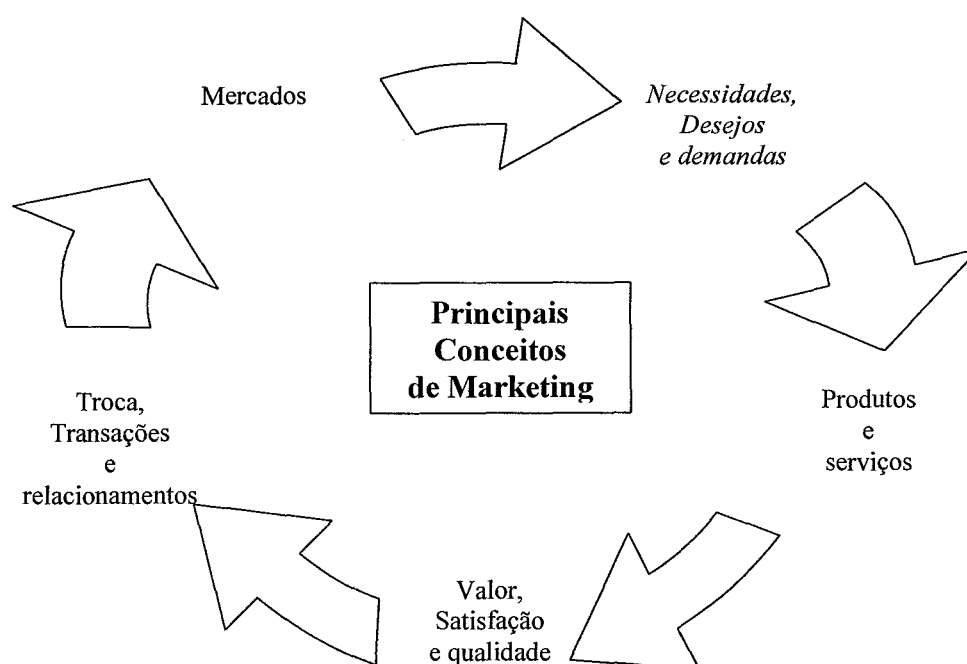 Mercados
Necessidades,
Desejos
e demandas
Principais
Conceitos
de Marketing
Produtos
e
serviços
Valor,
Satisfação
e qualidade
Troca,
Transações
e
relacionamentos